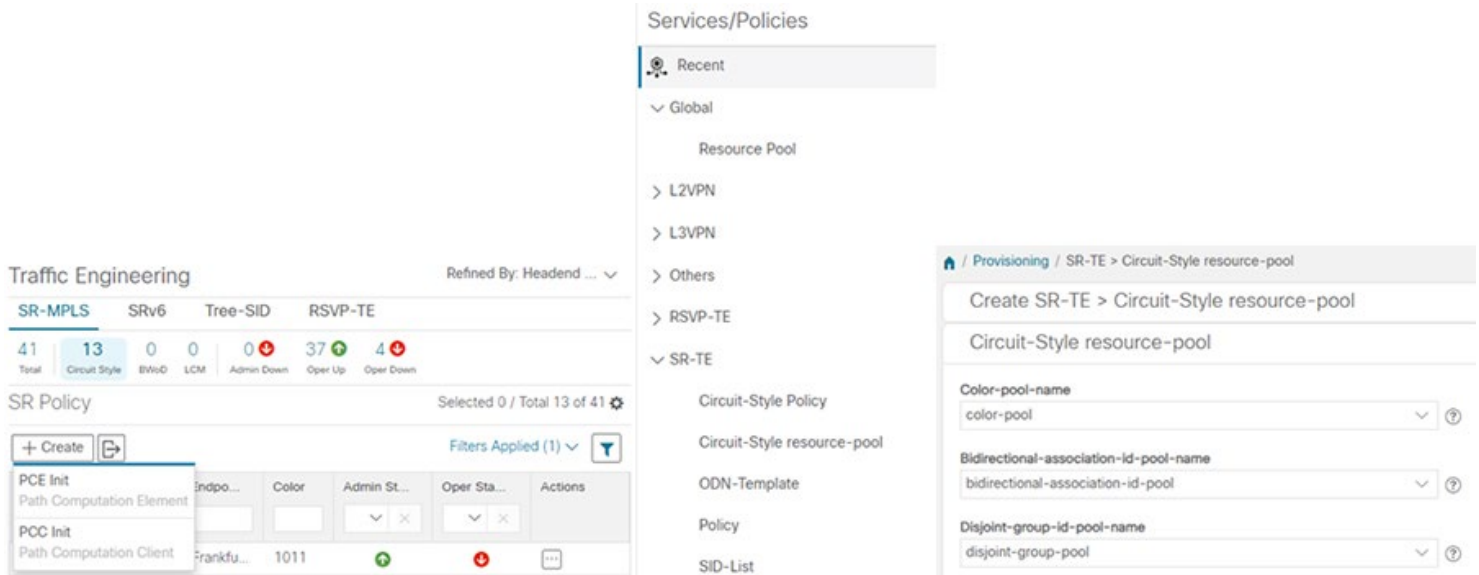 Traffic Engineering
Refined By: Headend ...
SR-MPLS SRv6 Tree-SID RSVP-TE
41 13 0 0 0 37 4
Total Circuit Style BWoD LCM Admin Down Oper Up Oper Down
SR Policy
Selected 0 / Total 13 of 41
+ Create
Filters Applied (1)
PCE Init
Path Computation Element
PCC Init
Path Computation Client
Endpo... Color Admin St... Oper Sta... Actions
Frankfu... 1011
Services/Policies
Recent
Global
Resource Pool
L2VPN
L3VPN
Others
RSVP-TE
SR-TE
Circuit-Style Policy
Circuit-Style resource-pool
ODN-Template
Policy
SID-List
/ Provisioning / SR-TE > Circuit-Style resource-pool
Create SR-TE > Circuit-Style resource-pool
Circuit-Style resource-pool
Color-pool-name
color-pool
Bidirectional-association-id-pool-name
bidirectional-association-id-pool
Disjoint-group-id-pool-name
disjoint-group-pool